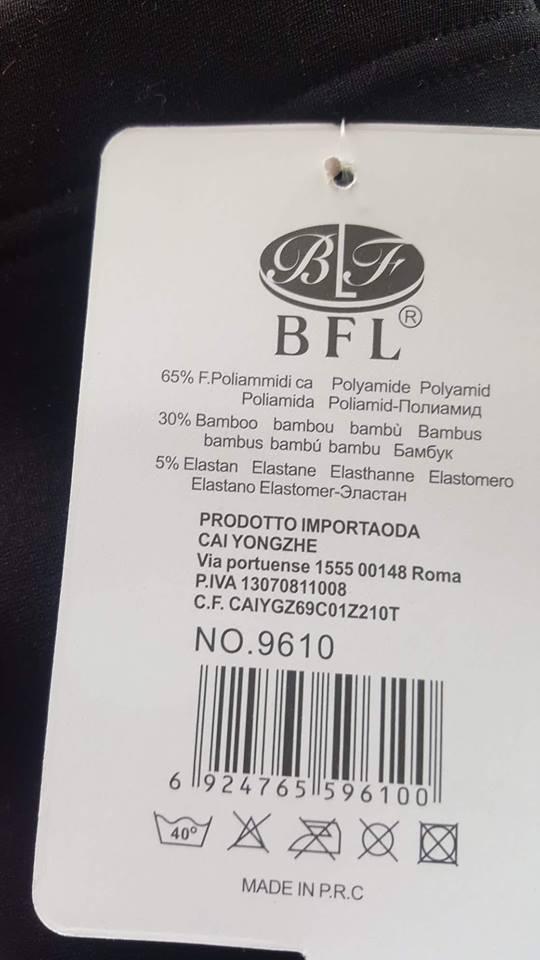 BLF
BFL®
65% F.Poliammidi ca Polyamide Polyamid
Poliamida Poliamid-Полиамид
30% Bamboo bambou bambù Bambus
bambus bambú bambu Бамбук
5% Elastan Elastane Elasthanne Elastomero
Elastano Elastomer-Эластан
PRODOTTO IMPORTAODA
CAI YONGZHE
Via portuense 1555 00148 Roma
P.IVA 13070811008
C.F. CAIYGZ69C01Z210T
NO.9610
6 924765 596100
40°
MADE IN P.R.C